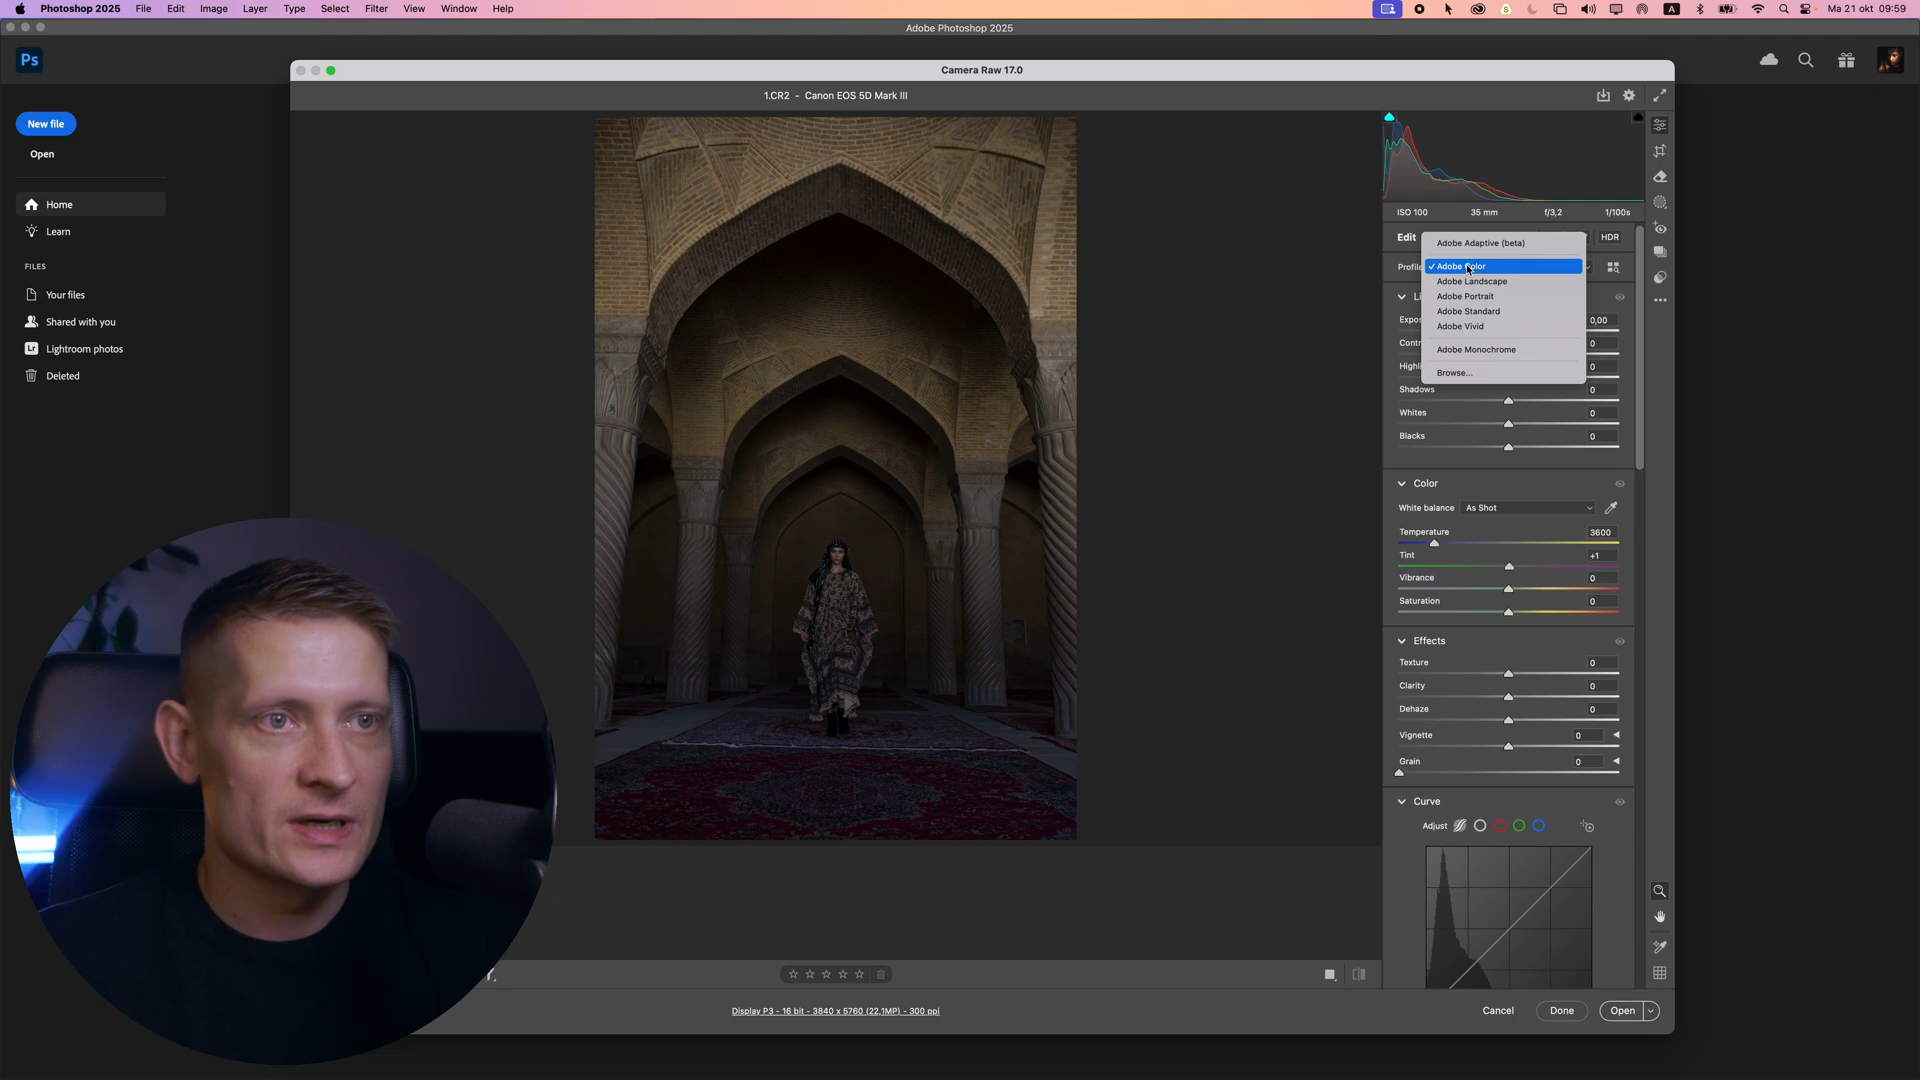 Photoshop 2025 File Edit Image Layer Type Select Filter View Window Help
A Ma 21 okt 09:59
Adobe Photoshop 2025
Ps
Camera Raw 17.0
1.CR2 - Canon EOS 5D Mark III
New file
Open
Home
Learn
FILES
Your files
Shared with you
Lr Lightroom photos
Deleted
ISO 100 35 mm f/3,2 1/100s
Edit HDR
Profile
Adobe Adaptive (beta)
Adobe Color
Adobe Landscape
Adobe Portrait
Adobe Standard
Adobe Vivid
Adobe Monochrome
Browse...
0,00
0
0
Shadows 0
Whites 0
Blacks 0
Color
White balance As Shot
Temperature 3600
Tint +1
Vibrance 0
Saturation 0
Effects
Texture 0
Clarity 0
Dehaze 0
Vignette 0
Grain 0
Curve
Adjust
Display P3 - 16 bit - 3840 x 5760 (22,1MP) - 300 ppi
Cancel Done Open